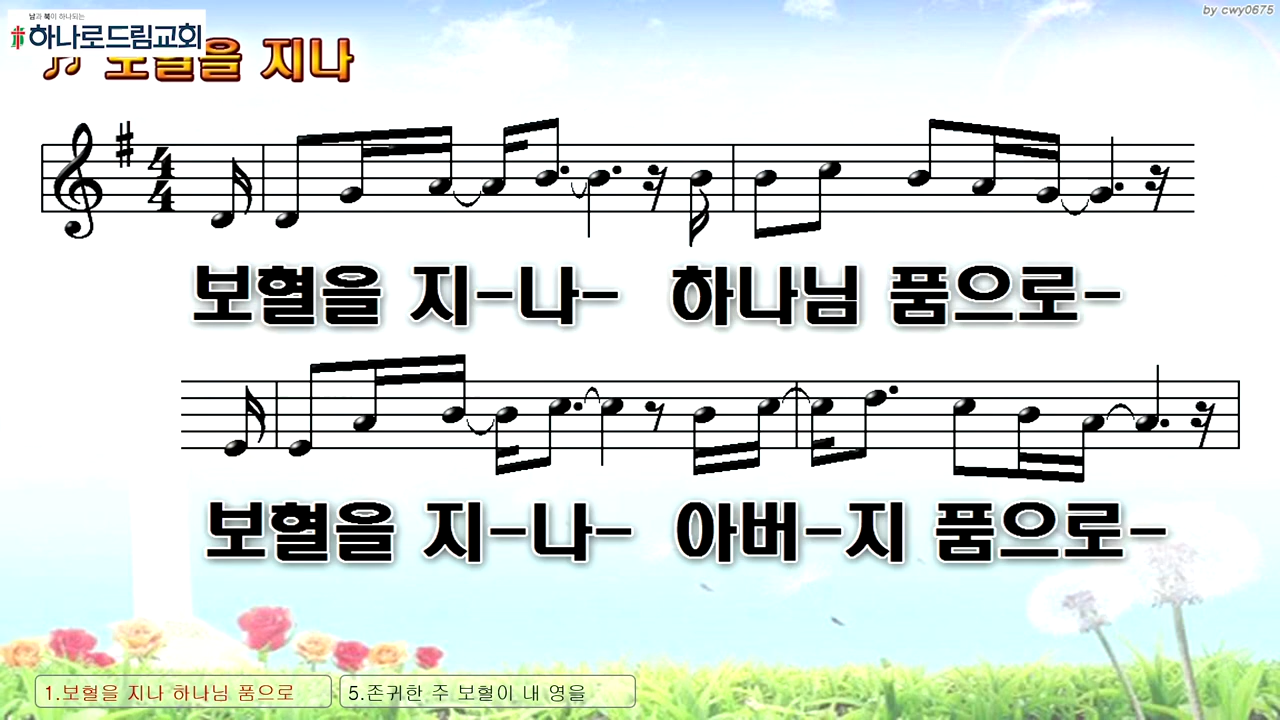 남과 북이 하나되는
하나로드림교회
by cwy0675
보혈을 지나
4
4
보혈을 지-나- 하나님 품으로-
보혈을 지-나- 아버-지 품으로-
1.보혈을 지나 하나님 품으로
5.존귀한 주 보혈이 내 영을